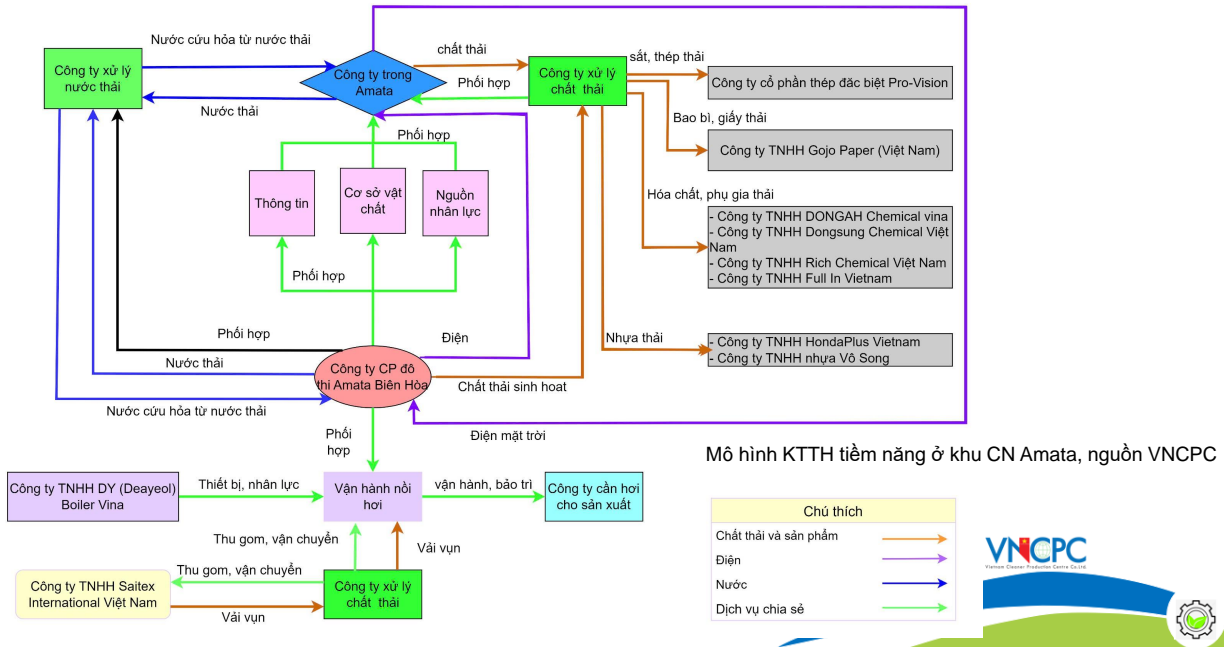 Nước cứu hỏa từ nước thải
Công ty xử lý
nước thải
Nước thải
Công ty trong
Amata
chất thải
Phối hợp
Công ty xử lý
chất thải
sắt, thép thải
Công ty cổ phần thép đăc biệt Pro-Vision
Bao bì, giấy thải
Công ty TNHH Gojo Paper (Việt Nam)
Hóa chất, phụ gia thải
- Công ty TNHH DONGAH Chemical vina
- Công ty TNHH Dongsung Chemical Việt
Nam
- Công ty TNHH Rich Chemical Việt Nam
- Công ty TNHH Full In Vietnam
Nhựa thải
- Công ty TNHH HondaPlus Vietnam
- Công ty TNHH nhựa Vô Song
Phối hợp
Thông tin
Cơ sở vật
chất
Nguồn
nhân lực
Phối hợp
Phối hợp
Điện
Nước thải
Công ty CP đô
thi Amata Biên Hòa
Chất thải sinh hoat
Nước cứu hỏa từ nước thải
Điện mặt trời
Phối
hợp
Công ty TNHH DY (Deayeol)
Boiler Vina
Thiết bị, nhân lực
Vận hành nồi
hơi
vận hành, bảo trì
Công ty cần hơi
cho sản xuất
Thu gom, vận chuyển
Vải vụn
Thu gom, vận chuyển
Công ty TNHH Saitex
International Việt Nam
Vải vụn
Công ty xử lý
chất thải
Mô hình KTTH tiềm năng ở khu CN Amata, nguồn VNCPC
Chú thích
Chất thải và sản phẩm
Điện
Nước
Dịch vụ chia sẻ
VNCPC
Vietnam Cleaner Production Centre Co.Ltd